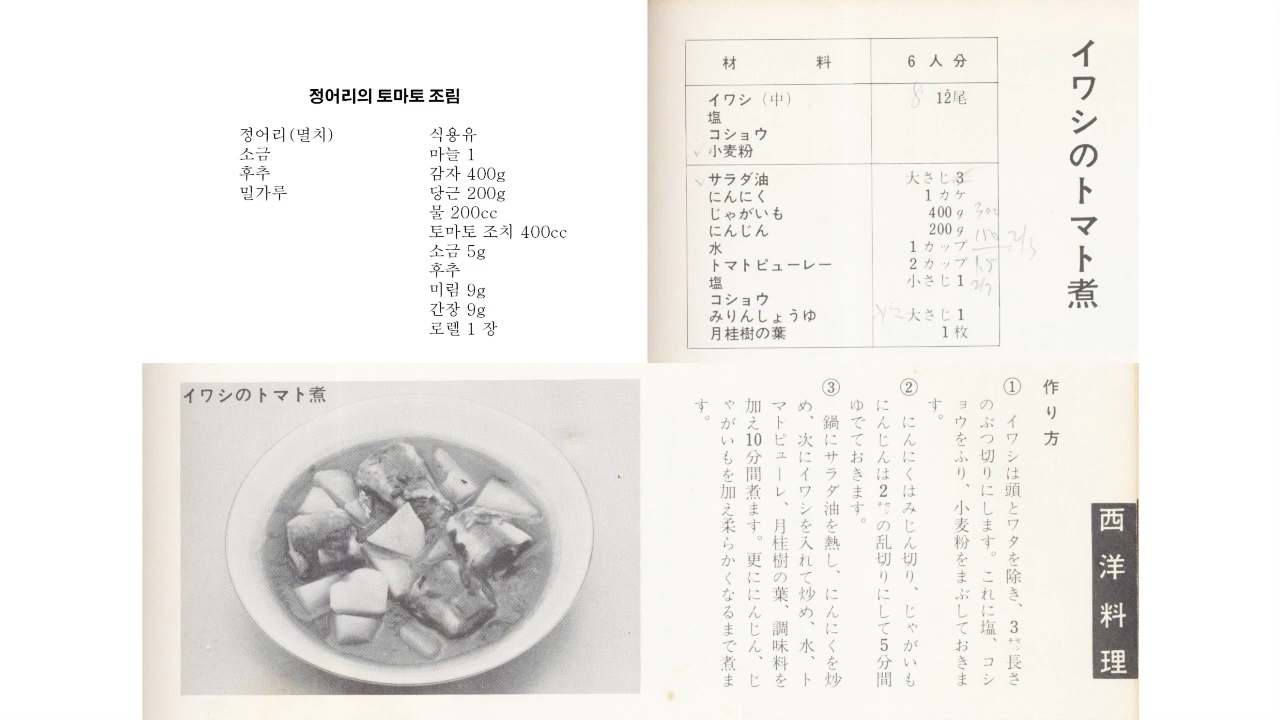 정어리의 토마토 조림
정어리(멸치)
소금
후추
밀가루
식용유
마늘 1
감자 400g
당근 200g
물 200cc
토마토 조치 400cc
소금 5g
후추
미림 9g
간장 9g
로렐 1 장
イワシのトマト煮
材料 6人分
イワシ（中） 8 12尾
塩
コショウ
小麦粉
サラダ油 大さじ3
にんにく 1カケ
じゃがいも 400g 300
にんじん 200g 150 2/3
水 1カップ
トマトピューレー 2カップ 1.5
塩 小さじ1 2/3
コショウ
みりんしょうゆ 大さじ1
月桂樹の葉 1枚
イワシのトマト煮
作り方
① イワシは頭とワタを除き、3センチ長さ
のぶつ切りにします。これに塩、コシ
ョウをふり、小麦粉をまぶしておきま
す。
② にんにくはみじん切り、じゃがいも
にんじんは2センチの乱切りにして5分間
ゆでておきます。
③ 鍋にサラダ油を熱し、にんにくを炒
め、次にイワシを入れて炒め、水、ト
マトピューレ、月桂樹の葉、調味料を
加え10分間煮ます。更ににんじん、じ
ゃがいもを加え柔らかくなるまで煮ま
す。
西洋料理